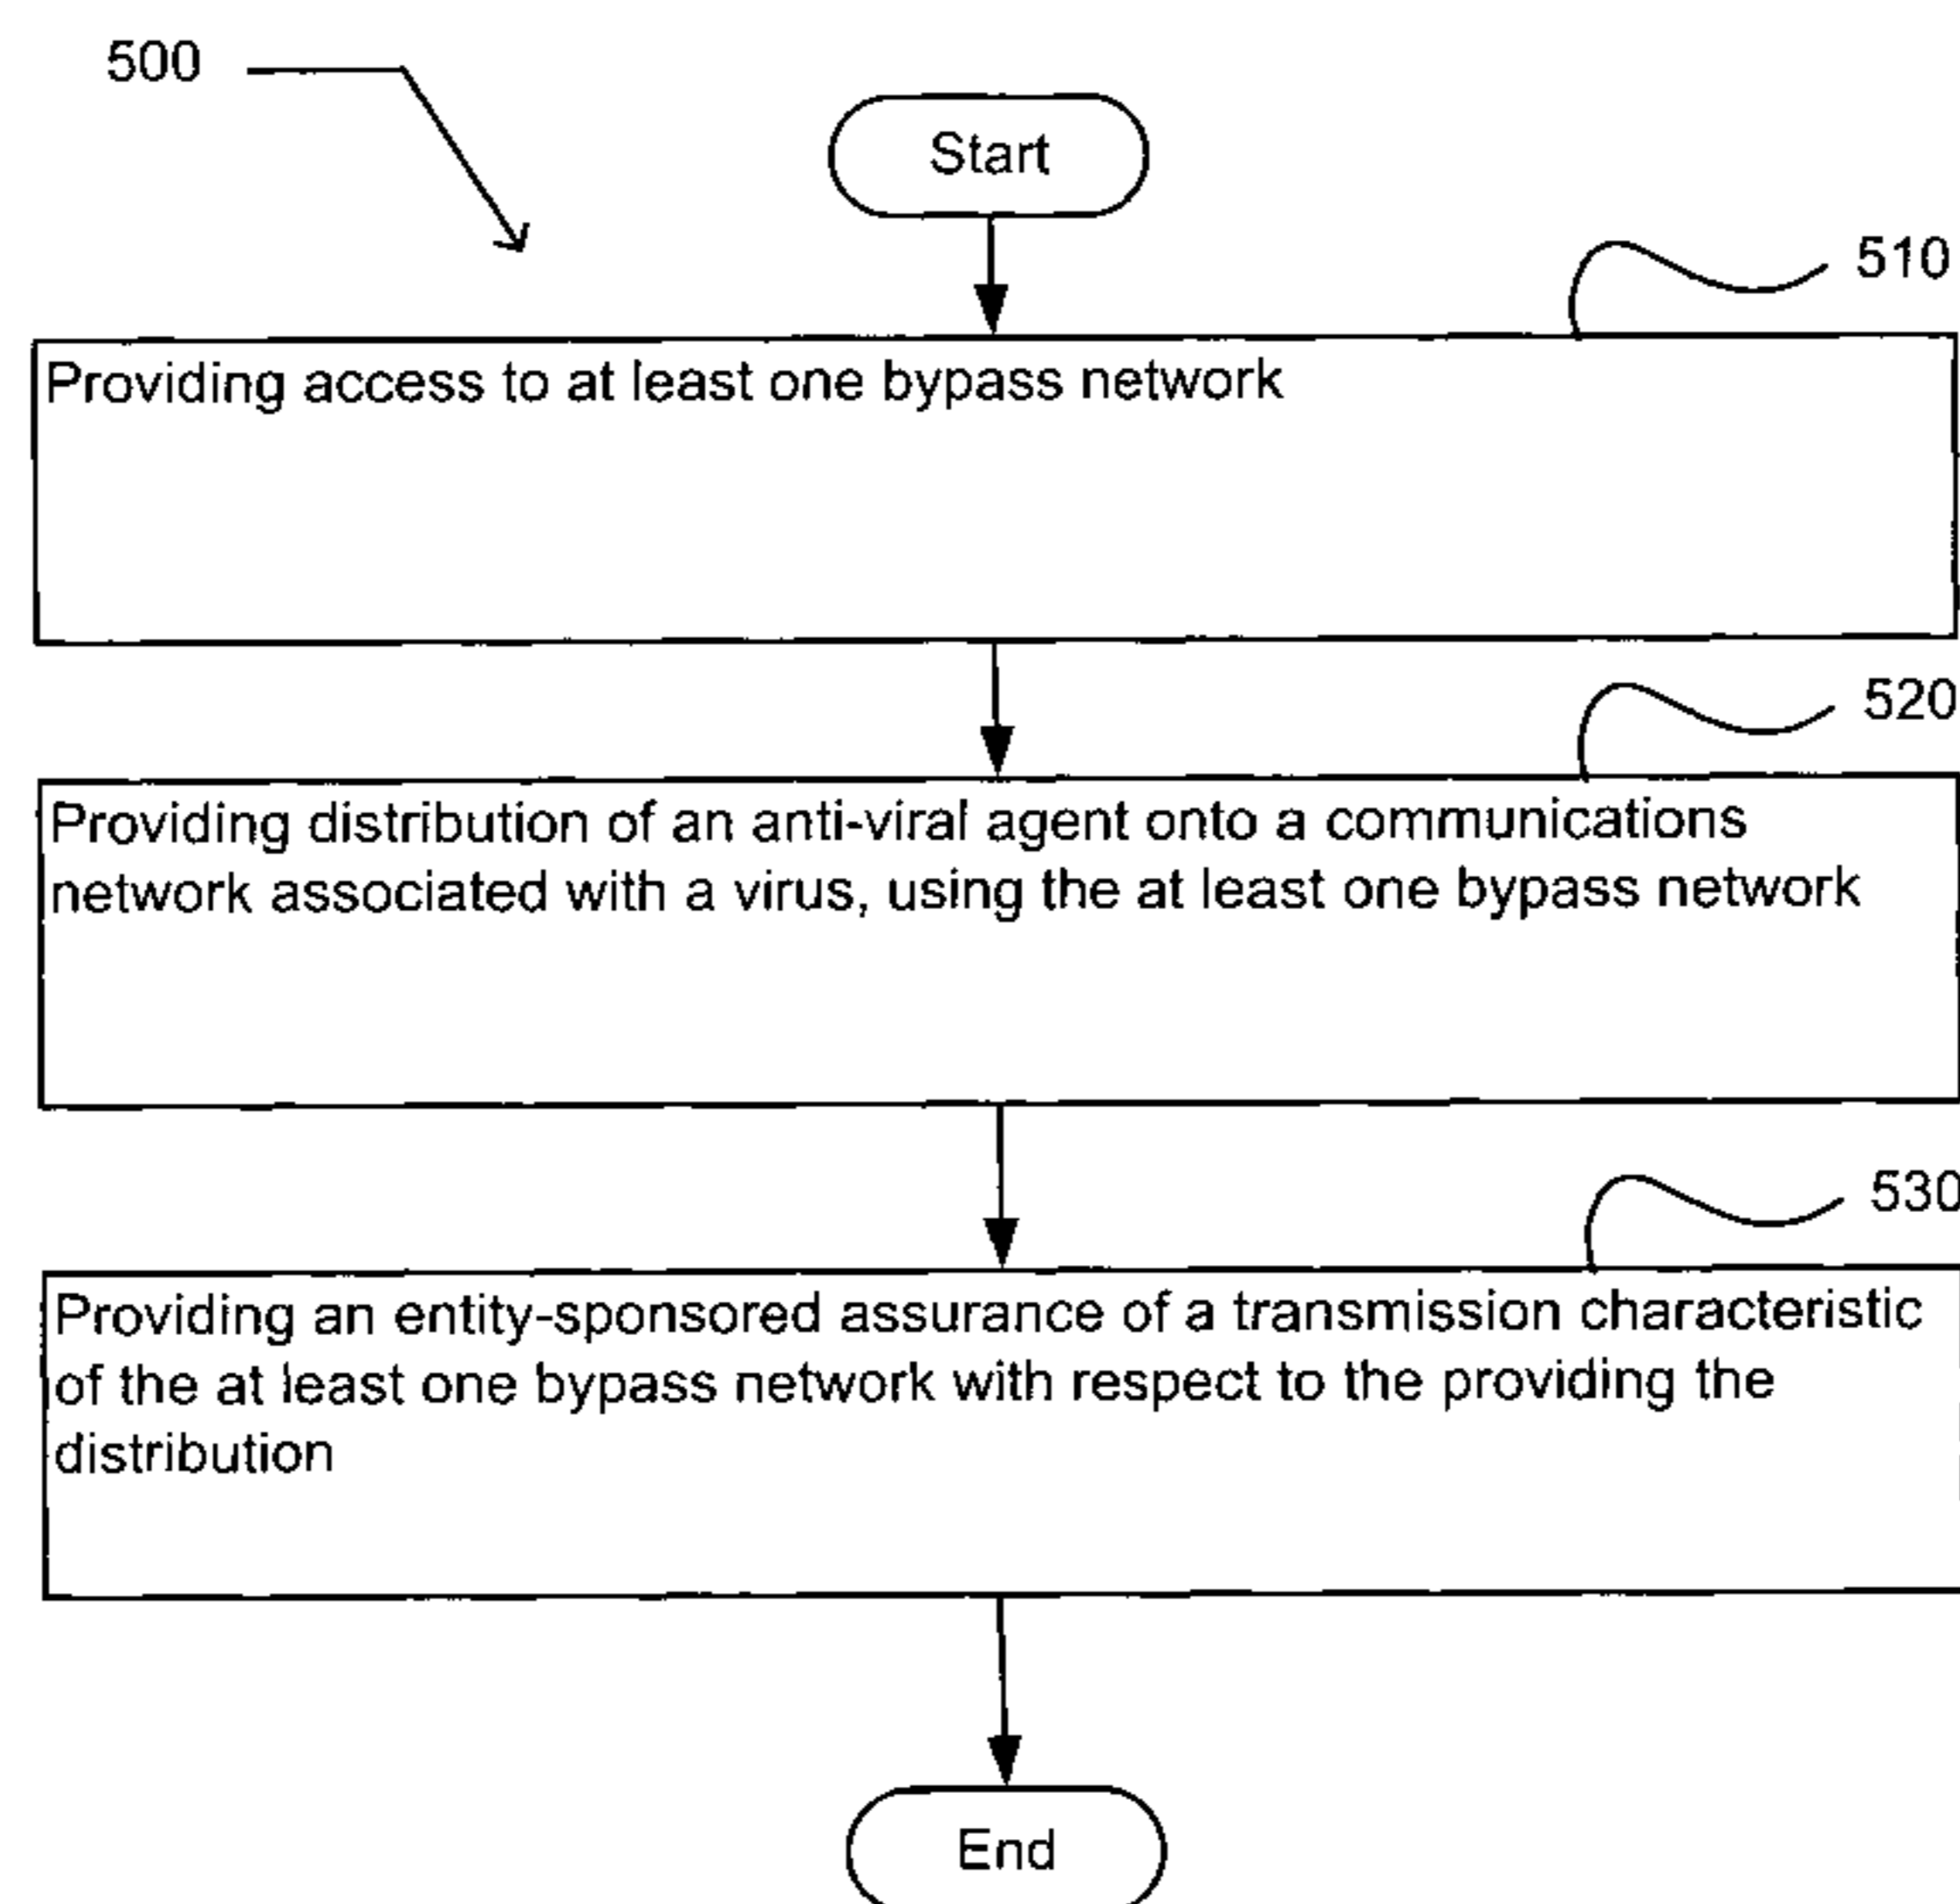 500
Start
510
Providing access to at least one bypass network
520
Providing distribution of an anti-viral agent onto a communications
network associated with a virus, using the at least one bypass network
530
Providing an entity-sponsored assurance of a transmission characteristic
of the at least one bypass network with respect to the providing the
distribution
End